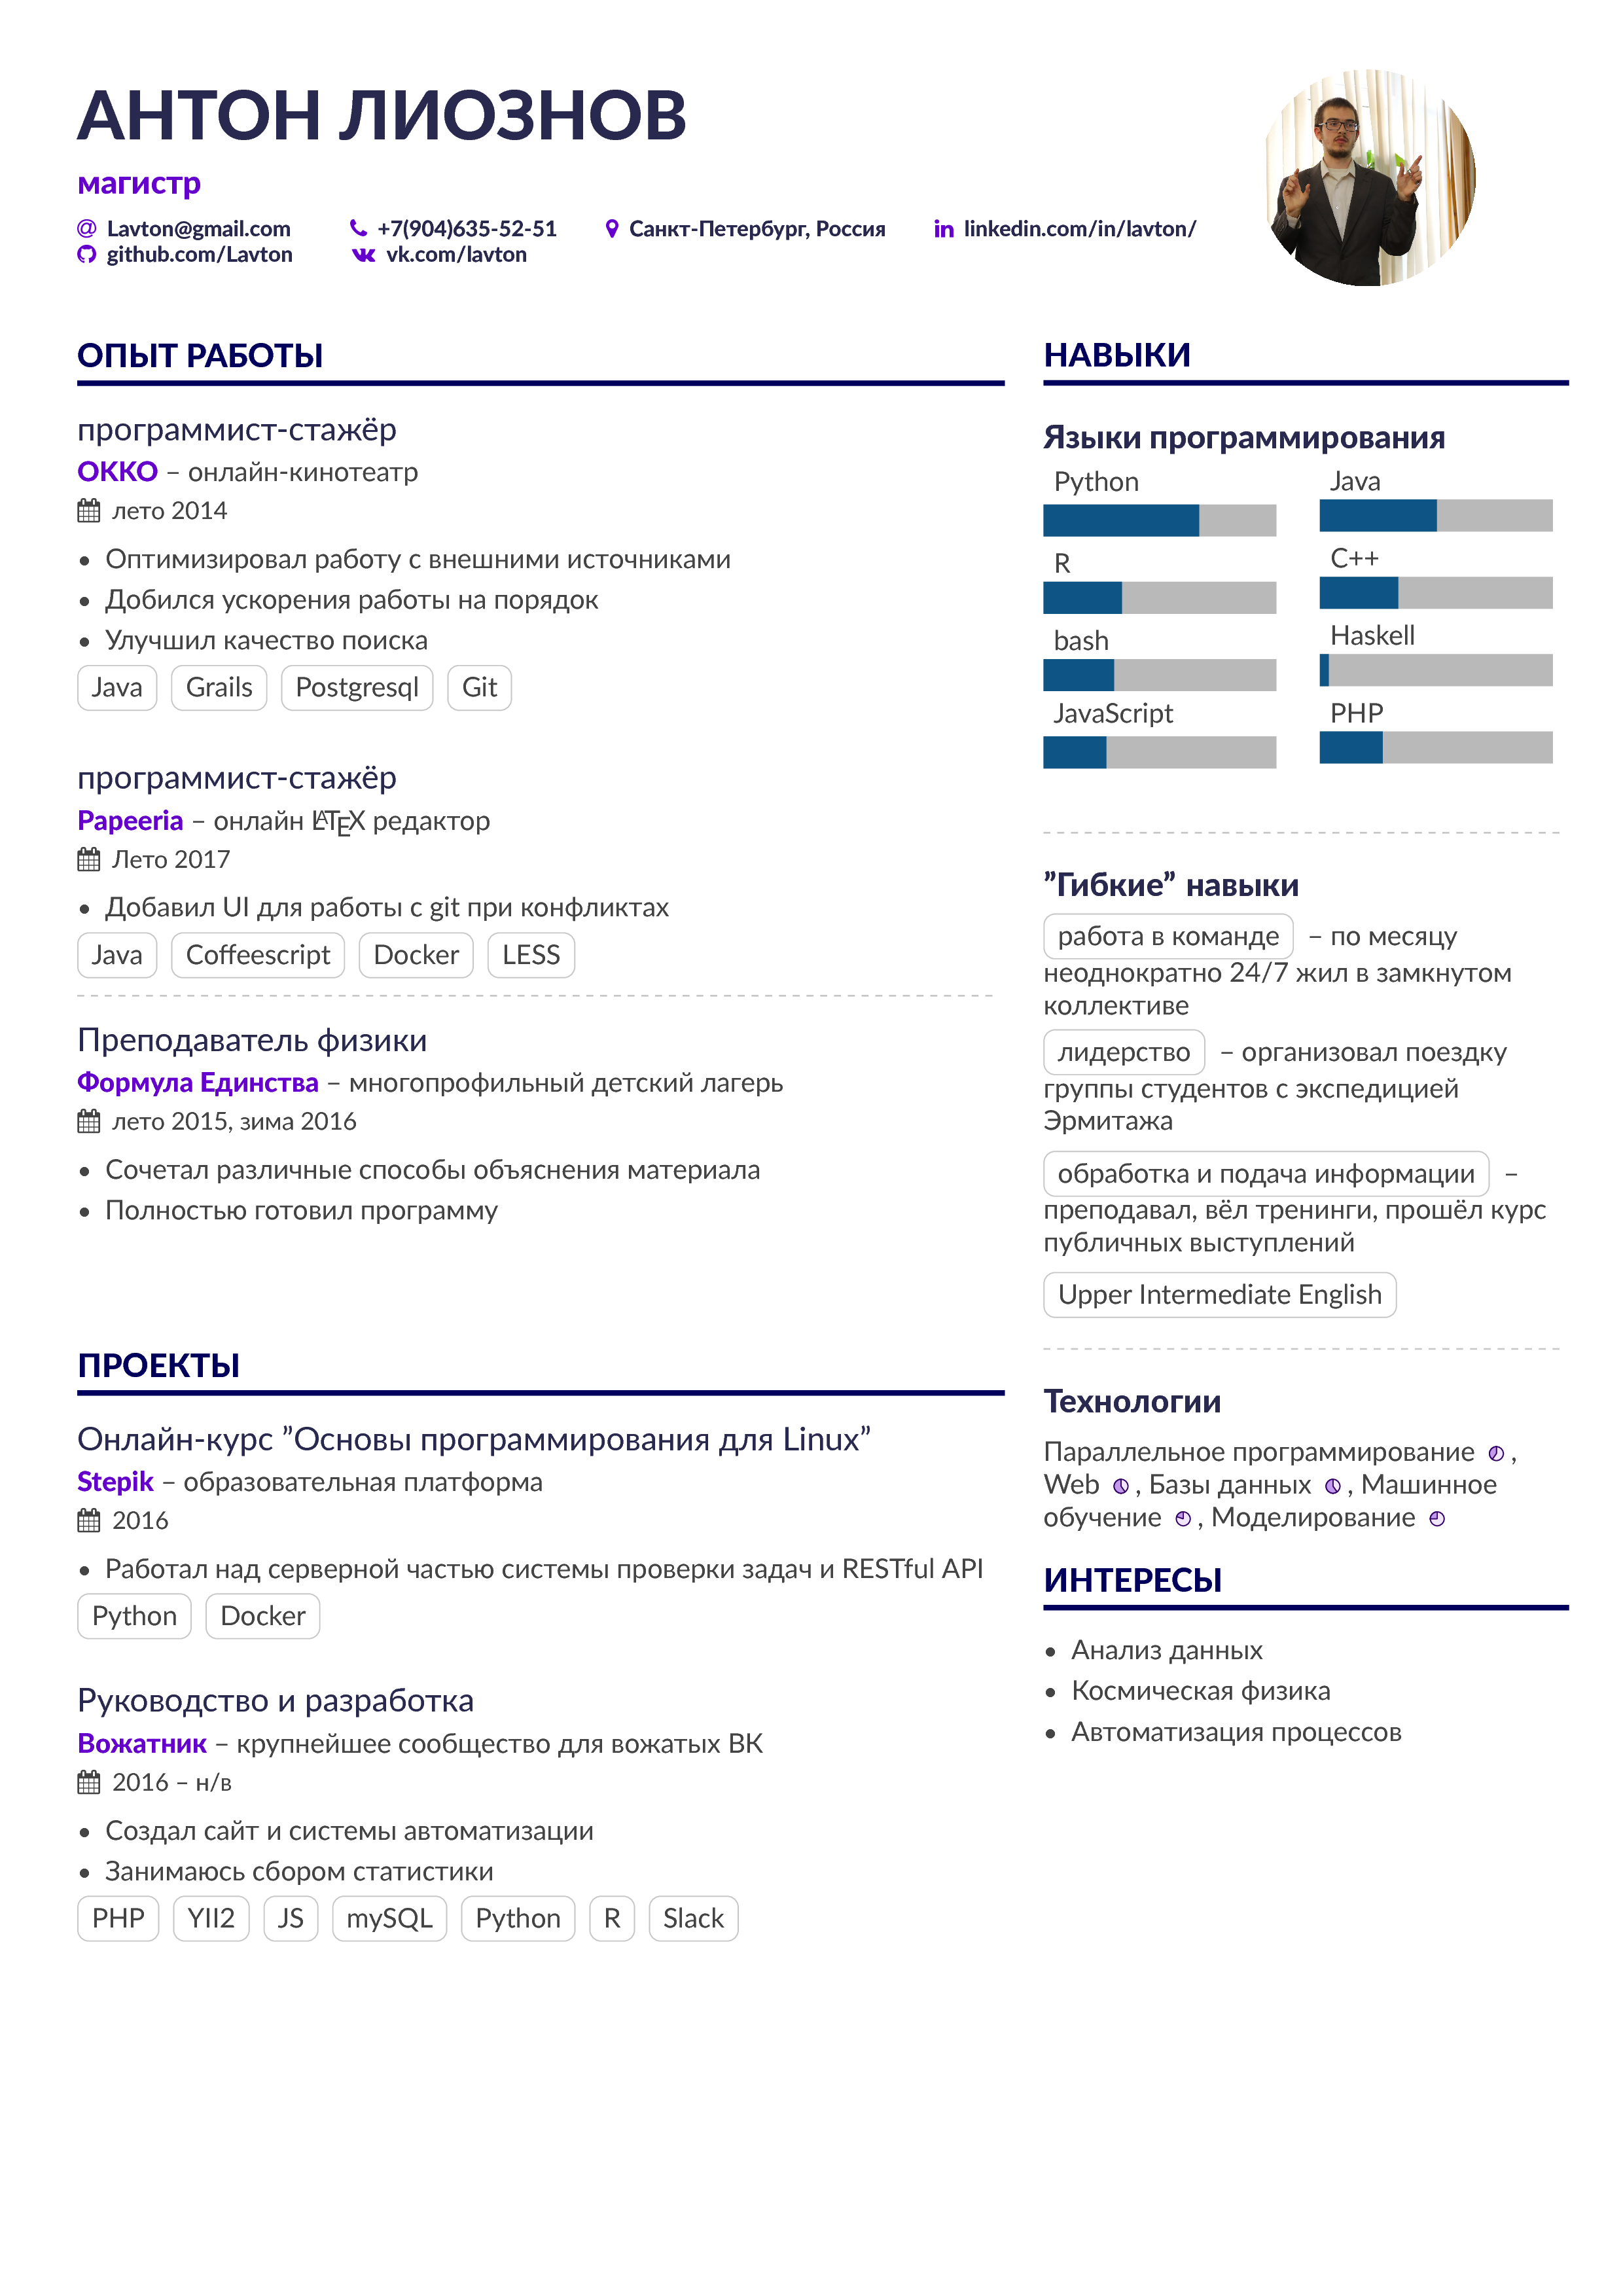 АНТОН ЛИОЗНОВ
магистр
Lavton@gmail.com +7(904)635-52-51 Санкт-Петербург, Россия linkedin.com/in/lavton/
github.com/Lavton vk.com/lavton
ОПЫТ РАБОТЫ
программист-стажёр
OKKO – онлайн-кинотеатр
лето 2014
• Оптимизировал работу с внешними источниками
• Добился ускорения работы на порядок
• Улучшил качество поиска
Java Grails Postgresql Git
программист-стажёр
Papeeria – онлайн LATEX редактор
Лето 2017
• Добавил UI для работы с git при конфликтах
Java Coffeescript Docker LESS
Преподаватель физики
Формула Единства – многопрофильный детский лагерь
лето 2015, зима 2016
• Сочетал различные способы объяснения материала
• Полностью готовил программу
ПРОЕКТЫ
Онлайн-курс ”Основы программирования для Linux”
Stepik – образовательная платформа
2016
• Работал над серверной частью системы проверки задач и RESTful API
Python Docker
Руководство и разработка
Вожатник – крупнейшее сообщество для вожатых ВК
2016 – н/в
• Создал сайт и системы автоматизации
• Занимаюсь сбором статистики
PHP YII2 JS mySQL Python R Slack
НАВЫКИ
Языки программирования
Python Java
R C++
bash Haskell
JavaScript PHP
”Гибкие” навыки
работа в команде – по месяцу
неоднократно 24/7 жил в замкнутом
коллективе
лидерство – организовал поездку
группы студентов с экспедицией
Эрмитажа
обработка и подача информации –
преподавал, вёл тренинги, прошёл курс
публичных выступлений
Upper Intermediate English
Технологии
Параллельное программирование ,
Web , Базы данных , Машинное
обучение , Моделирование
ИНТЕРЕСЫ
• Анализ данных
• Космическая физика
• Автоматизация процессов